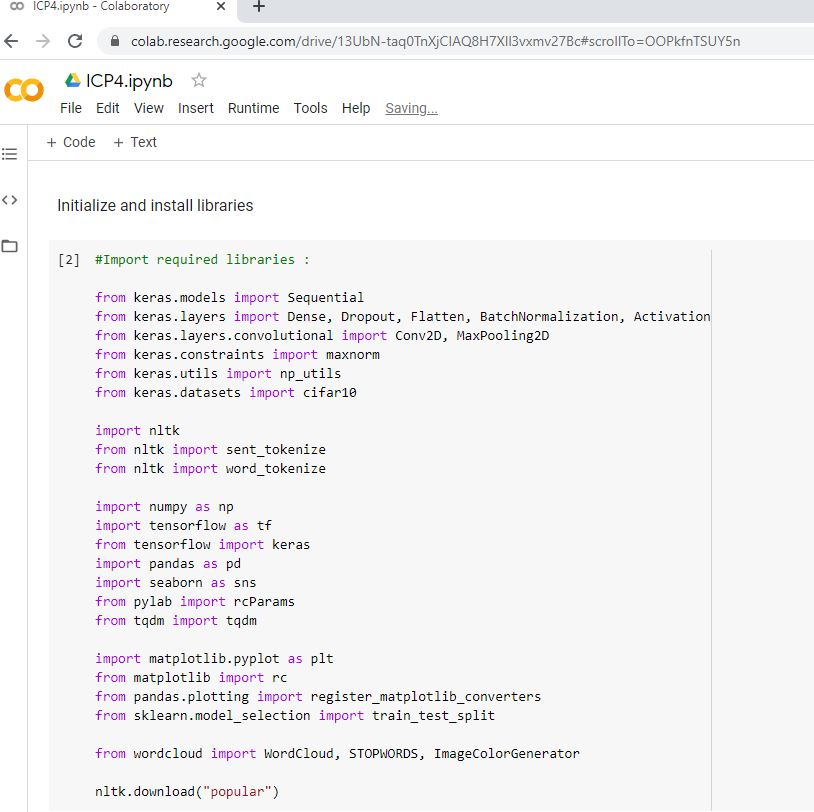 ICP4.ipynb - Colaboratory
colab.research.google.com/drive/13UbN-taq0TnXjCIAQ8H7XIl3vxmv27Bc#scrollTo=OOPkfnTSUY5n
ICP4.ipynb
File Edit View Insert Runtime Tools Help Saving...
+ Code + Text
Initialize and install libraries
[2] #Import required libraries :
from keras.models import Sequential
from keras.layers import Dense, Dropout, Flatten, BatchNormalization, Activation
from keras.layers.convolutional import Conv2D, MaxPooling2D
from keras.constraints import maxnorm
from keras.utils import np_utils
from keras.datasets import cifar10
import nltk
from nltk import sent_tokenize
from nltk import word_tokenize
import numpy as np
import tensorflow as tf
from tensorflow import keras
import pandas as pd
import seaborn as sns
from pylab import rcParams
from tqdm import tqdm
import matplotlib.pyplot as plt
from matplotlib import rc
from pandas.plotting import register_matplotlib_converters
from sklearn.model_selection import train_test_split
from wordcloud import WordCloud, STOPWORDS, ImageColorGenerator
nltk.download("popular")